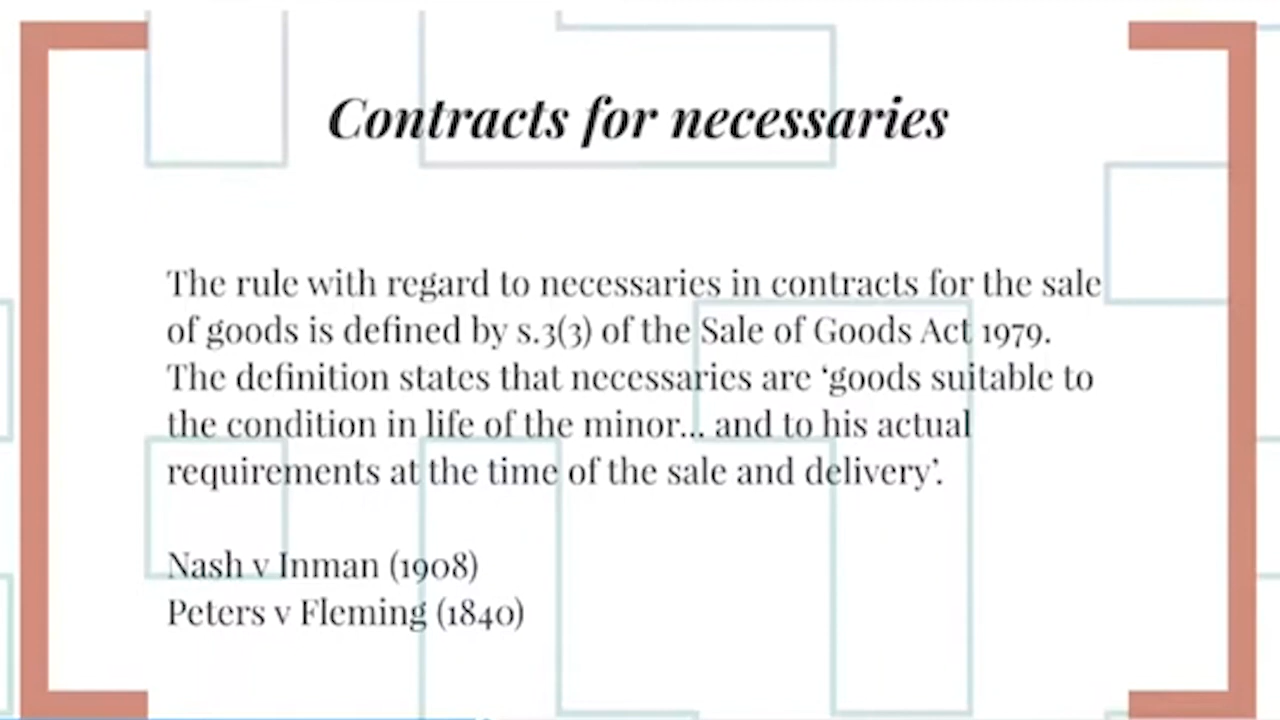 Contracts for necessaries
The rule with regard to necessaries in contracts for the sale
of goods is defined by s.3(3) of the Sale of Goods Act 1979.
The definition states that necessaries are ‘goods suitable to
the condition in life of the minor... and to his actual
requirements at the time of the sale and delivery’.
Nash v Inman (1908)
Peters v Fleming (1840)